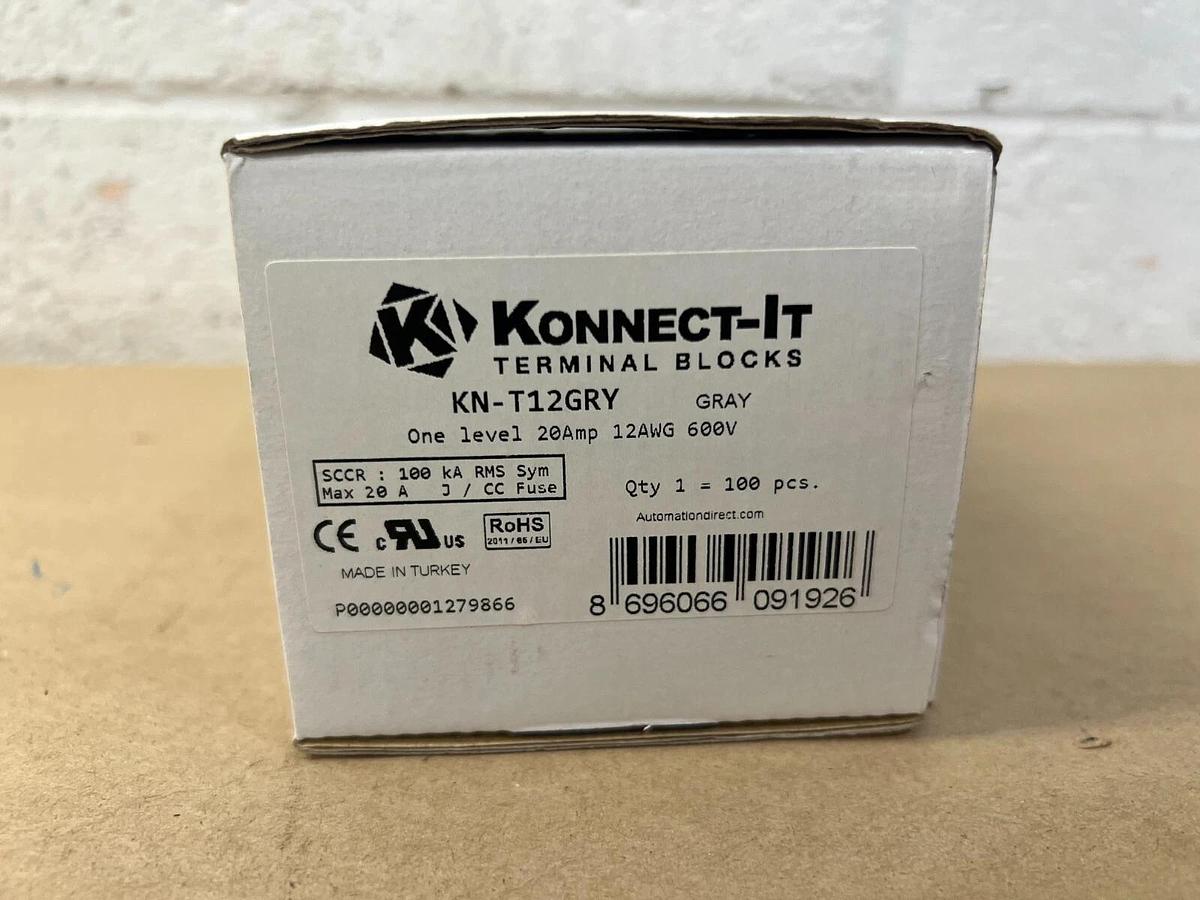 K KONNECT-IT
TERMINAL BLOCKS
KN-T12GRY GRAY
One level 20Amp 12AWG 600V
SCCR : 100 kA RMS Sym
Max 20 A J / CC Fuse
Qty 1 = 100 pcs.
Automationdirect.com
CE c RU US RoHS
2011/65/EU
MADE IN TURKEY
P00000001279866
8 696066 091926